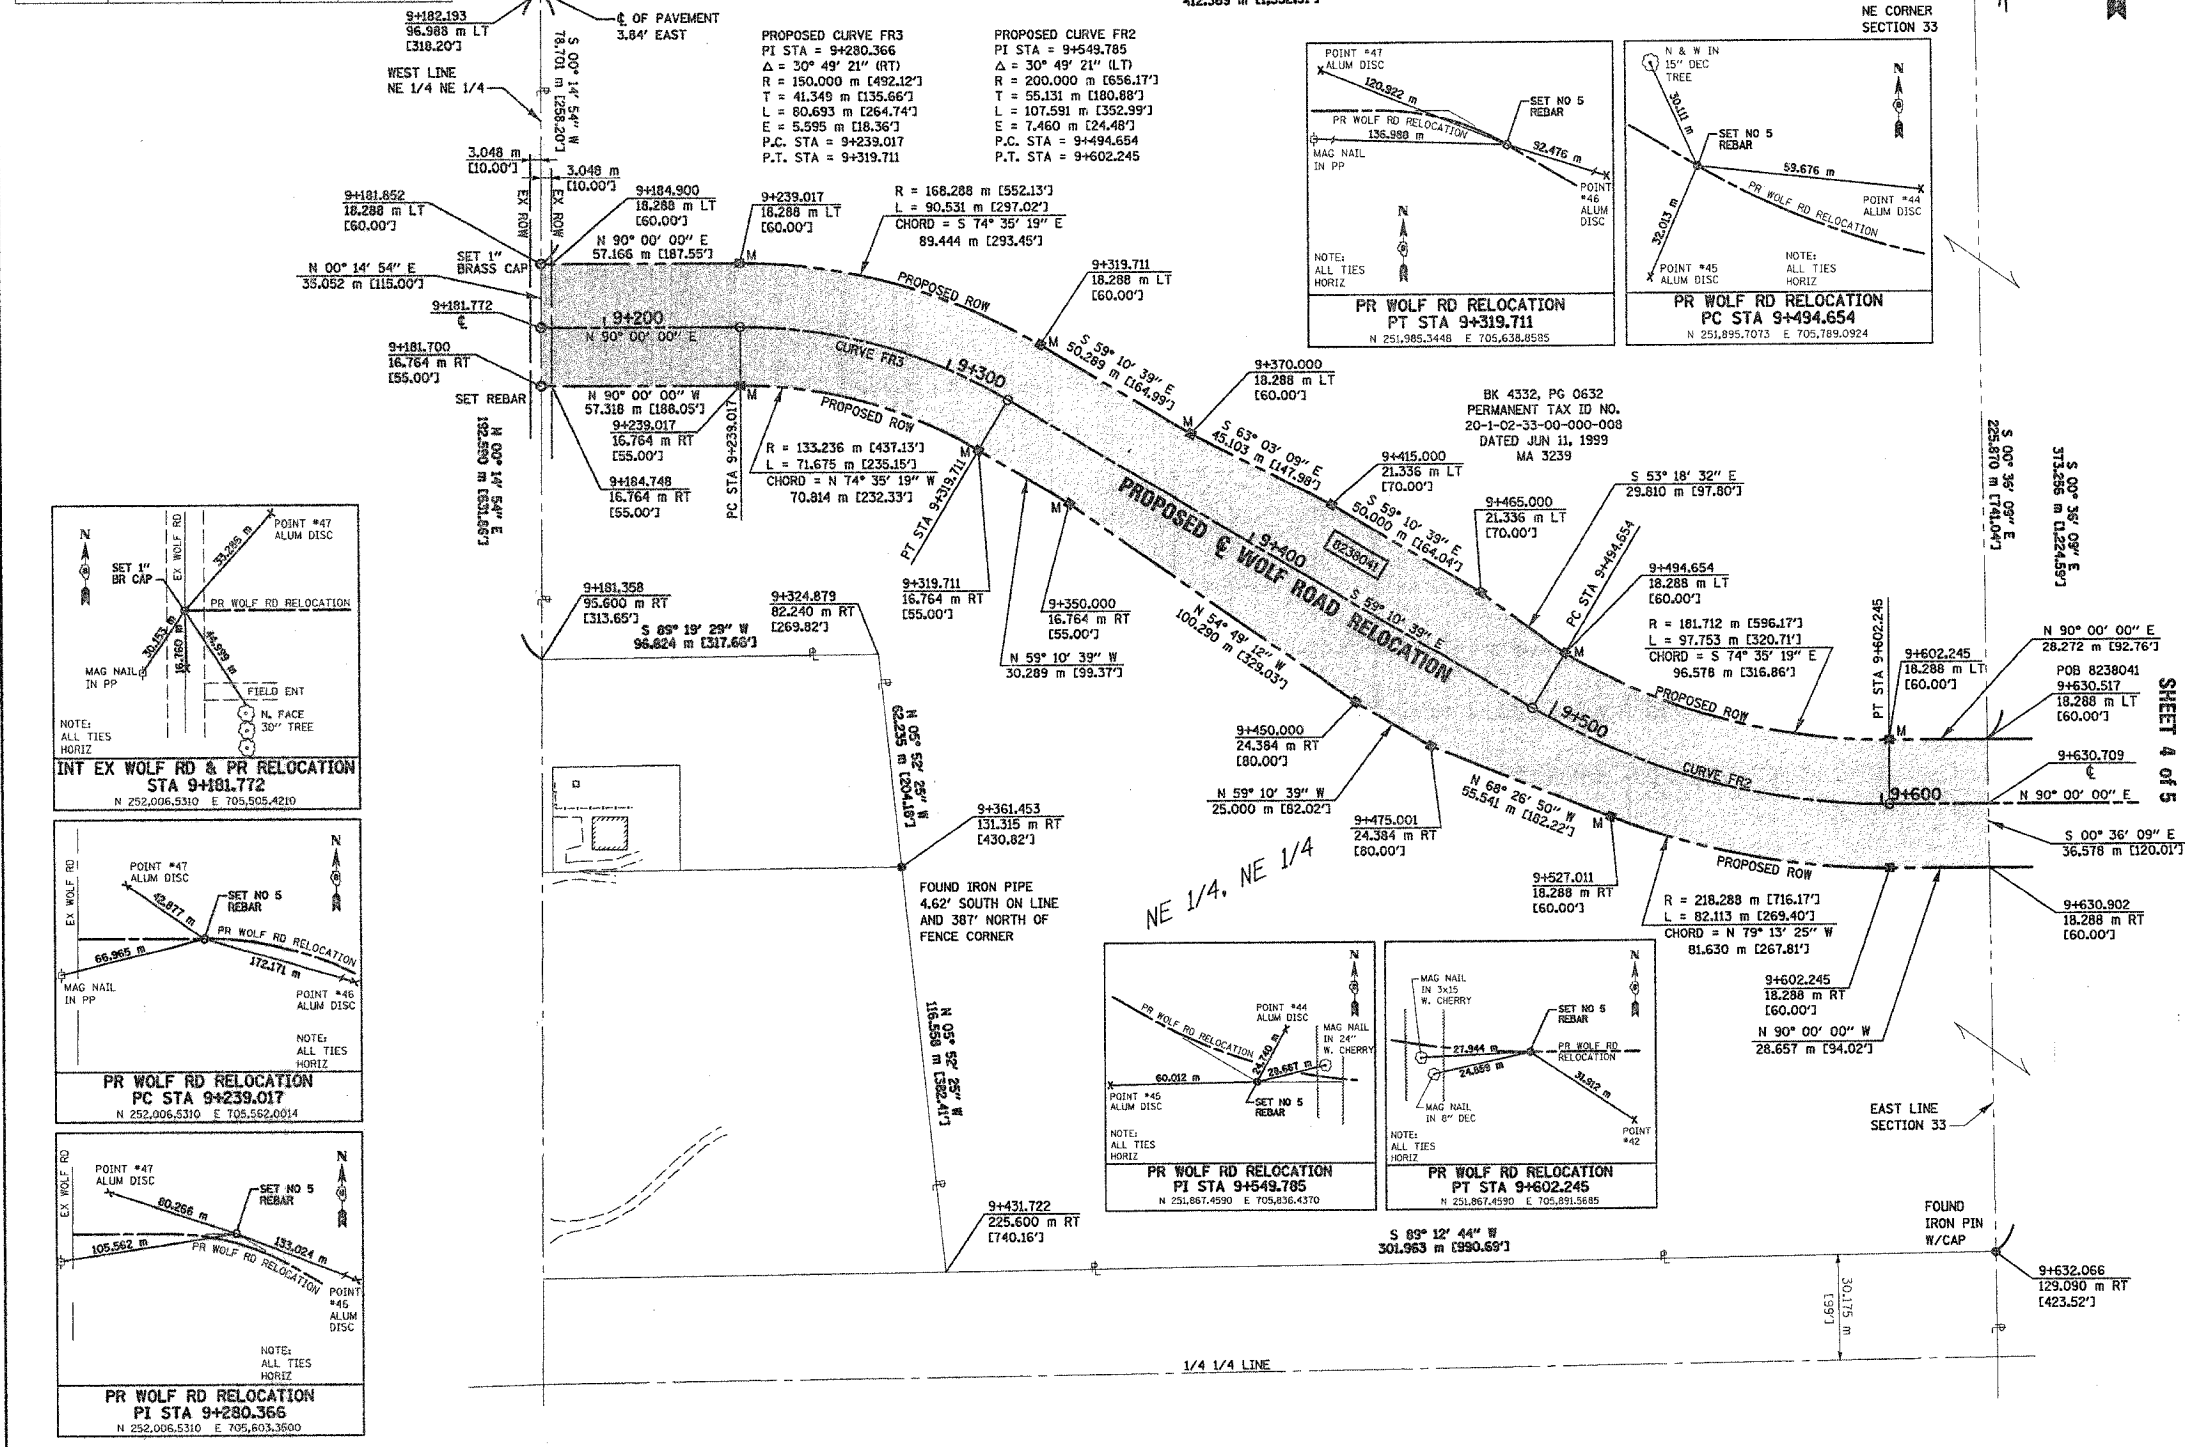 9+182.193
96.988 m LT
[318.20']
℄ OF PAVEMENT
3.84' EAST
WEST LINE
NE 1/4 NE 1/4
S 00° 14' 54" W
78.701 m [258.20']
PROPOSED CURVE FR3
PI STA = 9+280.366
Δ = 30° 49' 21" (RT)
R = 150.000 m [492.12']
T = 41.349 m [135.66']
L = 80.693 m [264.74']
E = 5.595 m [18.36']
P.C. STA = 9+239.017
P.T. STA = 9+319.711
PROPOSED CURVE FR2
PI STA = 9+549.785
Δ = 30° 49' 21" (LT)
R = 200.000 m [656.17']
T = 55.131 m [180.88']
L = 107.591 m [352.99']
E = 7.460 m [24.48']
P.C. STA = 9+494.654
P.T. STA = 9+602.245
NE CORNER
SECTION 33
POINT #47
ALUM DISC
120.922 m
SET NO 5
REBAR
PR WOLF RD RELOCATION
136.988 m
92.476 m
MAG NAIL
IN PP
POINT
#46
ALUM
DISC
N
NOTE:
ALL TIES
HORIZ
PR WOLF RD RELOCATION
PT STA 9+319.711
N 251,985.3448 E 705,638.8585
N & W IN
15" DEC
TREE
30.111 m
N
SET NO 5
REBAR
59.676 m
PR WOLF RD RELOCATION
POINT #44
ALUM DISC
32.013 m
POINT #45
ALUM DISC
NOTE:
ALL TIES
HORIZ
PR WOLF RD RELOCATION
PC STA 9+494.654
N 251,895.7073 E 705,789.0924
3.048 m
[10.00']
3.048 m
[10.00']
EX ROW
EX ROW
9+181.852
18.288 m LT
[60.00']
9+184.900
18.288 m LT
[60.00']
9+239.017
18.288 m LT
[60.00']
R = 168.288 m [552.13']
L = 90.531 m [297.02']
CHORD = S 74° 35' 19" E
89.444 m [293.45']
N 90° 00' 00" E
57.166 m [187.55']
SET 1"
BRASS CAP
M
N 00° 14' 54" E
35.052 m [115.00']
9+181.772
℄
9+200
N 90° 00' 00" E
PROPOSED ROW
9+319.711
18.288 m LT
[60.00']
CURVE FR3
9+300
M
9+181.700
16.764 m RT
[55.00']
SET REBAR
N 90° 00' 00" W
57.318 m [188.05']
M
9+239.017
16.764 m RT
[55.00']
PC STA 9+239.017
PROPOSED ROW
R = 133.236 m [437.13']
L = 71.675 m [235.15']
CHORD = N 74° 35' 19" W
70.814 m [232.33']
9+184.748
16.764 m RT
[55.00']
N 00° 14' 54" E
192.590 m [631.86']
M
PT STA 9+319.711
S 59° 10' 39" E
50.289 m [164.99']
9+370.000
18.288 m LT
[60.00']
M
S 63° 03' 09" E
45.103 m [147.98']
BK 4332, PG 0632
PERMANENT TAX ID NO.
20-1-02-33-00-000-008
DATED JUN 11, 1999
MA 3239
9+415.000
21.336 m LT
[70.00']
S 59° 10' 39" E
50.000 m [164.04']
9+465.000
21.336 m LT
[70.00']
S 53° 18' 32" E
29.810 m [97.80']
PC STA 9+494.654
9+494.654
18.288 m LT
[60.00']
S 00° 36' 09" E
225.870 m [741.04']
S 00° 36' 09" E
373.256 m [1,224.59']
PROPOSED ℄ WOLF ROAD RELOCATION
9+400
8238041
S 59° 10' 39" E
M
9+319.711
16.764 m RT
[55.00']
9+350.000
16.764 m RT
[55.00']
N 59° 10' 39" W
30.289 m [99.37']
N 54° 49' 12" W
100.290 m [329.03']
M
R = 181.712 m [596.17']
L = 97.753 m [320.71']
CHORD = S 74° 35' 19" E
96.578 m [316.86']
PT STA 9+602.245
9+602.245
18.288 m LT
[60.00']
N 90° 00' 00" E
28.272 m [92.76']
POB 8238041
9+630.517
18.288 m LT
[60.00']
SHEET 4 of 5
PROPOSED ROW
M
9+500
CURVE FR2
9+600
9+630.709
℄
N 90° 00' 00" E
S 00° 36' 09" E
36.578 m [120.01']
9+450.000
24.384 m RT
[80.00']
N 59° 10' 39" W
25.000 m [82.02']
9+475.001
24.384 m RT
[80.00']
N 68° 26' 50" W
55.541 m [182.22']
M
PROPOSED ROW
9+527.011
18.288 m RT
[60.00']
R = 218.288 m [716.17']
L = 82.113 m [269.40']
CHORD = N 79° 13' 25" W
81.630 m [267.81']
9+630.902
18.288 m RT
[60.00']
9+602.245
18.288 m RT
[60.00']
N 90° 00' 00" W
28.657 m [94.02']
NE 1/4, NE 1/4
9+181.358
95.600 m RT
[313.65']
9+324.879
82.240 m RT
[269.82']
S 89° 19' 29" W
96.824 m [317.66']
N 05° 52' 25" W
62.235 m [204.18']
9+361.453
131.315 m RT
[430.82']
FOUND IRON PIPE
4.62' SOUTH ON LINE
AND 387' NORTH OF
FENCE CORNER
N 05° 52' 25" W
116.558 m [382.41']
9+431.722
225.600 m RT
[740.16']
N
EX WOLF RD
POINT #47
ALUM DISC
33.286 m
SET 1"
BR CAP
PR WOLF RD RELOCATION
30.153 m
16.760 m
44.999 m
MAG NAIL
IN PP
FIELD ENT
N. FACE
30" TREE
NOTE:
ALL TIES
HORIZ
INT EX WOLF RD & PR RELOCATION
STA 9+181.772
N 252,006.5310 E 705,505.4210
EX WOLF RD
POINT #47
ALUM DISC
N
42.877 m
SET NO 5
REBAR
PR WOLF RD RELOCATION
66.965 m
172.171 m
MAG NAIL
IN PP
POINT #46
ALUM DISC
NOTE:
ALL TIES
HORIZ
PR WOLF RD RELOCATION
PC STA 9+239.017
N 252,006.5310 E 705,562.0014
EX WOLF RD
POINT #47
ALUM DISC
N
80.266 m
SET NO 5
REBAR
105.562 m
PR WOLF RD RELOCATION
133.024 m
POINT
#46
ALUM
DISC
NOTE:
ALL TIES
HORIZ
PR WOLF RD RELOCATION
PI STA 9+280.366
N 252,006.5310 E 705,603.3500
N
PR WOLF RD RELOCATION
POINT #44
ALUM DISC
MAG NAIL
IN 24"
W. CHERRY
24.740 m
60.012 m
28.667 m
POINT #45
ALUM DISC
SET NO 5
REBAR
NOTE:
ALL TIES
HORIZ
PR WOLF RD RELOCATION
PI STA 9+549.785
N 251,867.4590 E 705,836.4370
MAG NAIL
IN 3x15
W. CHERRY
N
SET NO 5
REBAR
27.944 m
PR WOLF RD
RELOCATION
24.859 m
31.912 m
MAG NAIL
IN 8" DEC
POINT
#42
NOTE:
ALL TIES
HORIZ
PR WOLF RD RELOCATION
PT STA 9+602.245
N 251,867.4590 E 705,891.5685
S 89° 12' 44" W
301.963 m [990.69']
EAST LINE
SECTION 33
FOUND
IRON PIN
W/CAP
9+632.066
129.090 m RT
[423.52']
30.175 m
[99']
1/4 1/4 LINE